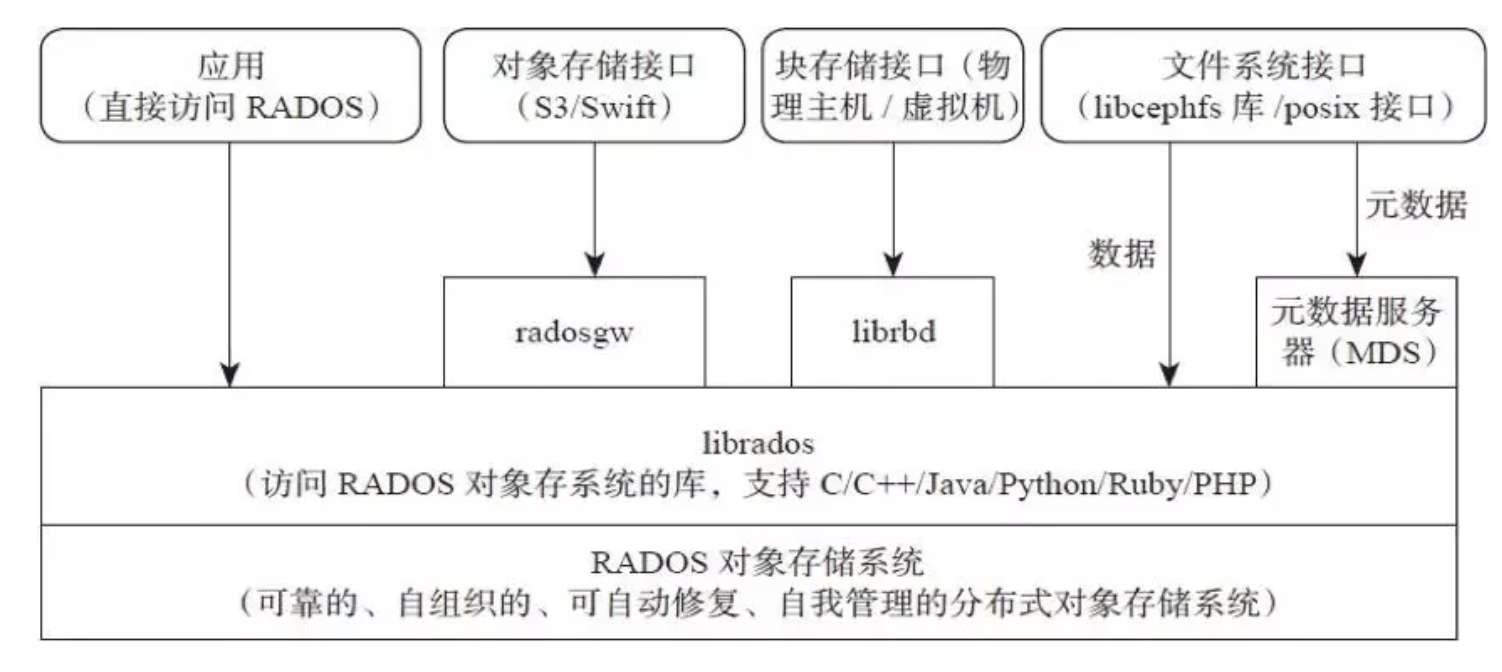 应用
（直接访问 RADOS）
对象存储接口
（S3/Swift）
块存储接口（物
理主机 / 虚拟机）
文件系统接口
（libcephfs 库 /posix 接口）
元数据
数据
radosgw
librbd
元数据服务
器（MDS）
librados
（访问 RADOS 对象存系统的库，支持 C/C++/Java/Python/Ruby/PHP）
RADOS 对象存储系统
（可靠的、自组织的、可自动修复、自我管理的分布式对象存储系统）